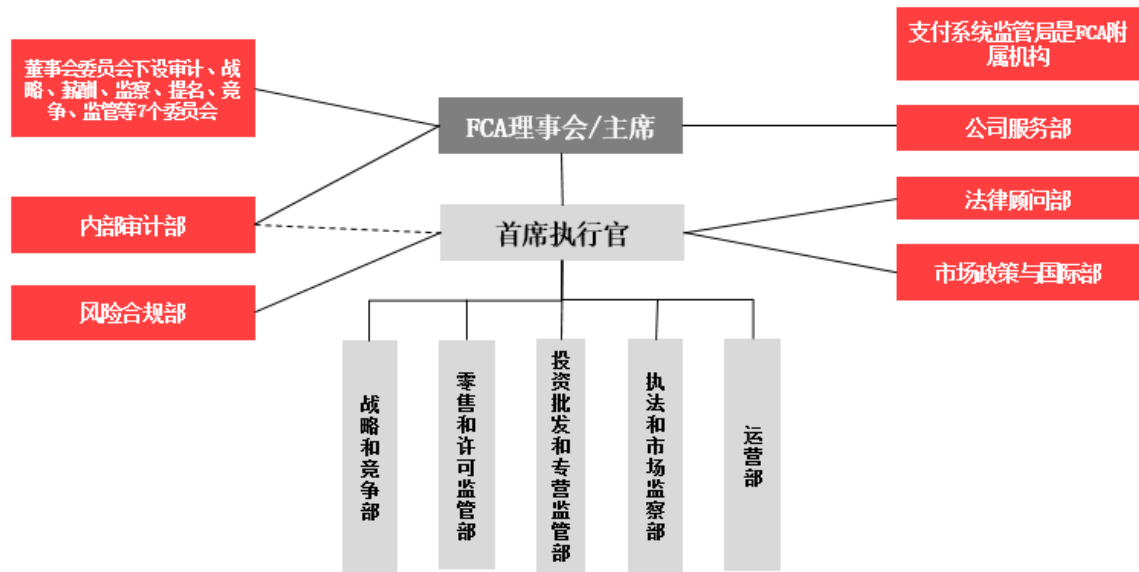 董事会委员会下设审计、战
略、薪酬、监察、提名、竞
争、监管等7个委员会
支付系统监管局是FCA附
属机构
FCA理事会/主席
公司服务部
内部审计部
首席执行官
法律顾问部
市场政策与国际部
风险合规部
战略和竞争部
零售和许可监管部
投资批发和专营监管部
执法和市场监察部
运营部